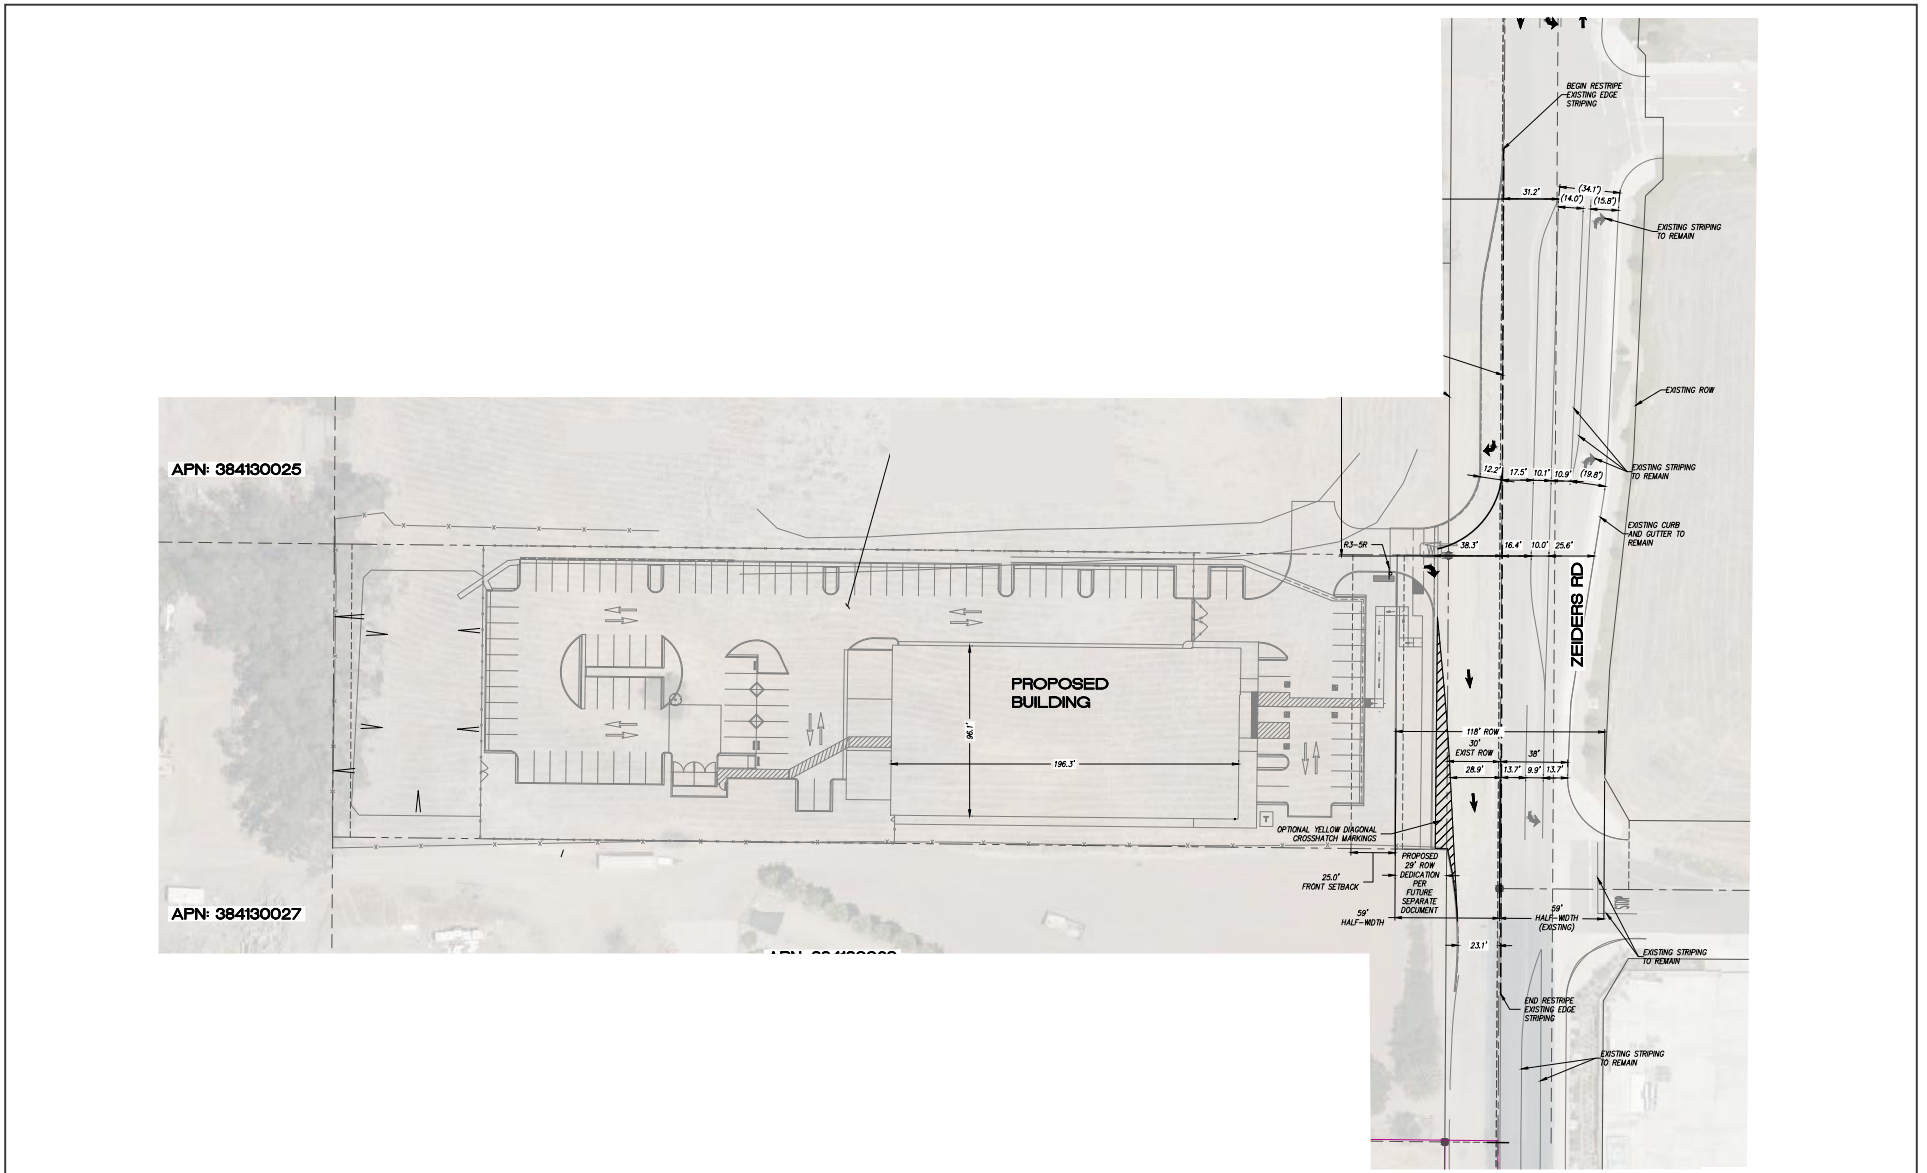 BEGIN RESTRIPE
EXISTING EDGE
STRIPING
31.2'
(34.1')
(14.0')
(15.8')
EXISTING STRIPING
TO REMAIN
EXISTING ROW
APN: 384130025
12.2'
17.5'
10.1'
10.9'
(19.8')
EXISTING STRIPING
TO REMAIN
EXISTING CURB
AND GUTTER TO
REMAIN
R3-5R
38.3'
16.4'
10.0'
25.6'
ZEIDERS RD
PROPOSED
BUILDING
96.1'
196.3'
118' ROW
30'
EXIST ROW
38'
28.9'
13.7'
9.9'
13.7'
T
OPTIONAL YELLOW DIAGONAL
CROSSHATCH MARKINGS
25.0'
FRONT SETBACK
PROPOSED
29' ROW
DEDICATION
PER
FUTURE
SEPARATE
DOCUMENT
59'
HALF-WIDTH
59'
HALF-WIDTH
(EXISTING)
APN: 384130027
23.1'
EXISTING STRIPING
TO REMAIN
END RESTRIPE
EXISTING EDGE
STRIPING
EXISTING STRIPING
TO REMAIN